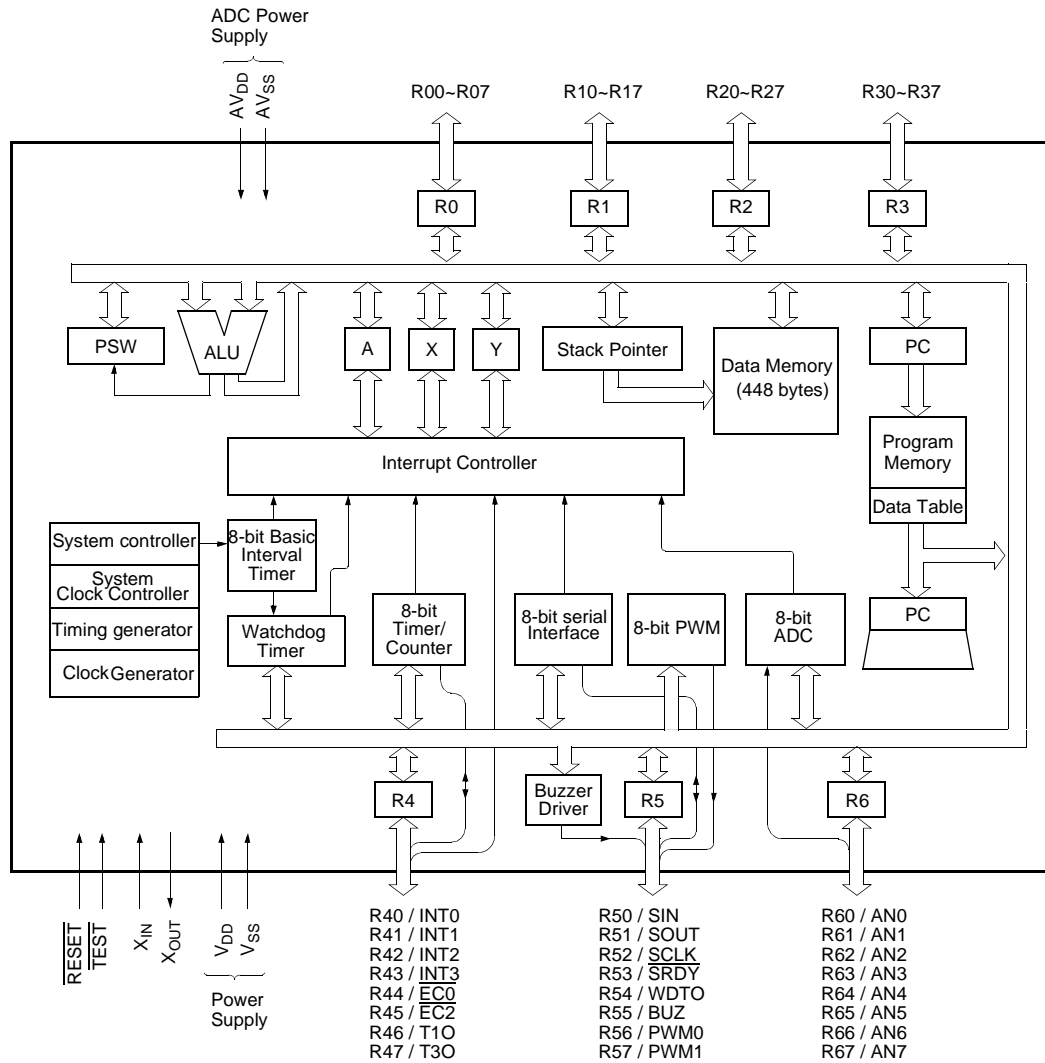 ADC Power
Supply
AVDD
AVSS
R00~R07
R10~R17
R20~R27
R30~R37
R0
R1
R2
R3
PSW
ALU
A
X
Y
Stack Pointer
Data Memory
(448 bytes)
PC
Program
Memory
Data Table
PC
Interrupt Controller
System controller
System
Clock Controller
Timing generator
Clock Generator
8-bit Basic
Interval
Timer
Watchdog
Timer
8-bit
Timer/
Counter
8-bit serial
Interface
8-bit PWM
8-bit
ADC
R4
Buzzer
Driver
R5
R6
RESET
TEST
XIN
XOUT
VDD
VSS
Power
Supply
R40 / INT0
R41 / INT1
R42 / INT2
R43 / INT3
R44 / EC0
R45 / EC2
R46 / T1O
R47 / T3O
R50 / SIN
R51 / SOUT
R52 / SCLK
R53 / SRDY
R54 / WDTO
R55 / BUZ
R56 / PWM0
R57 / PWM1
R60 / AN0
R61 / AN1
R62 / AN2
R63 / AN3
R64 / AN4
R65 / AN5
R66 / AN6
R67 / AN7